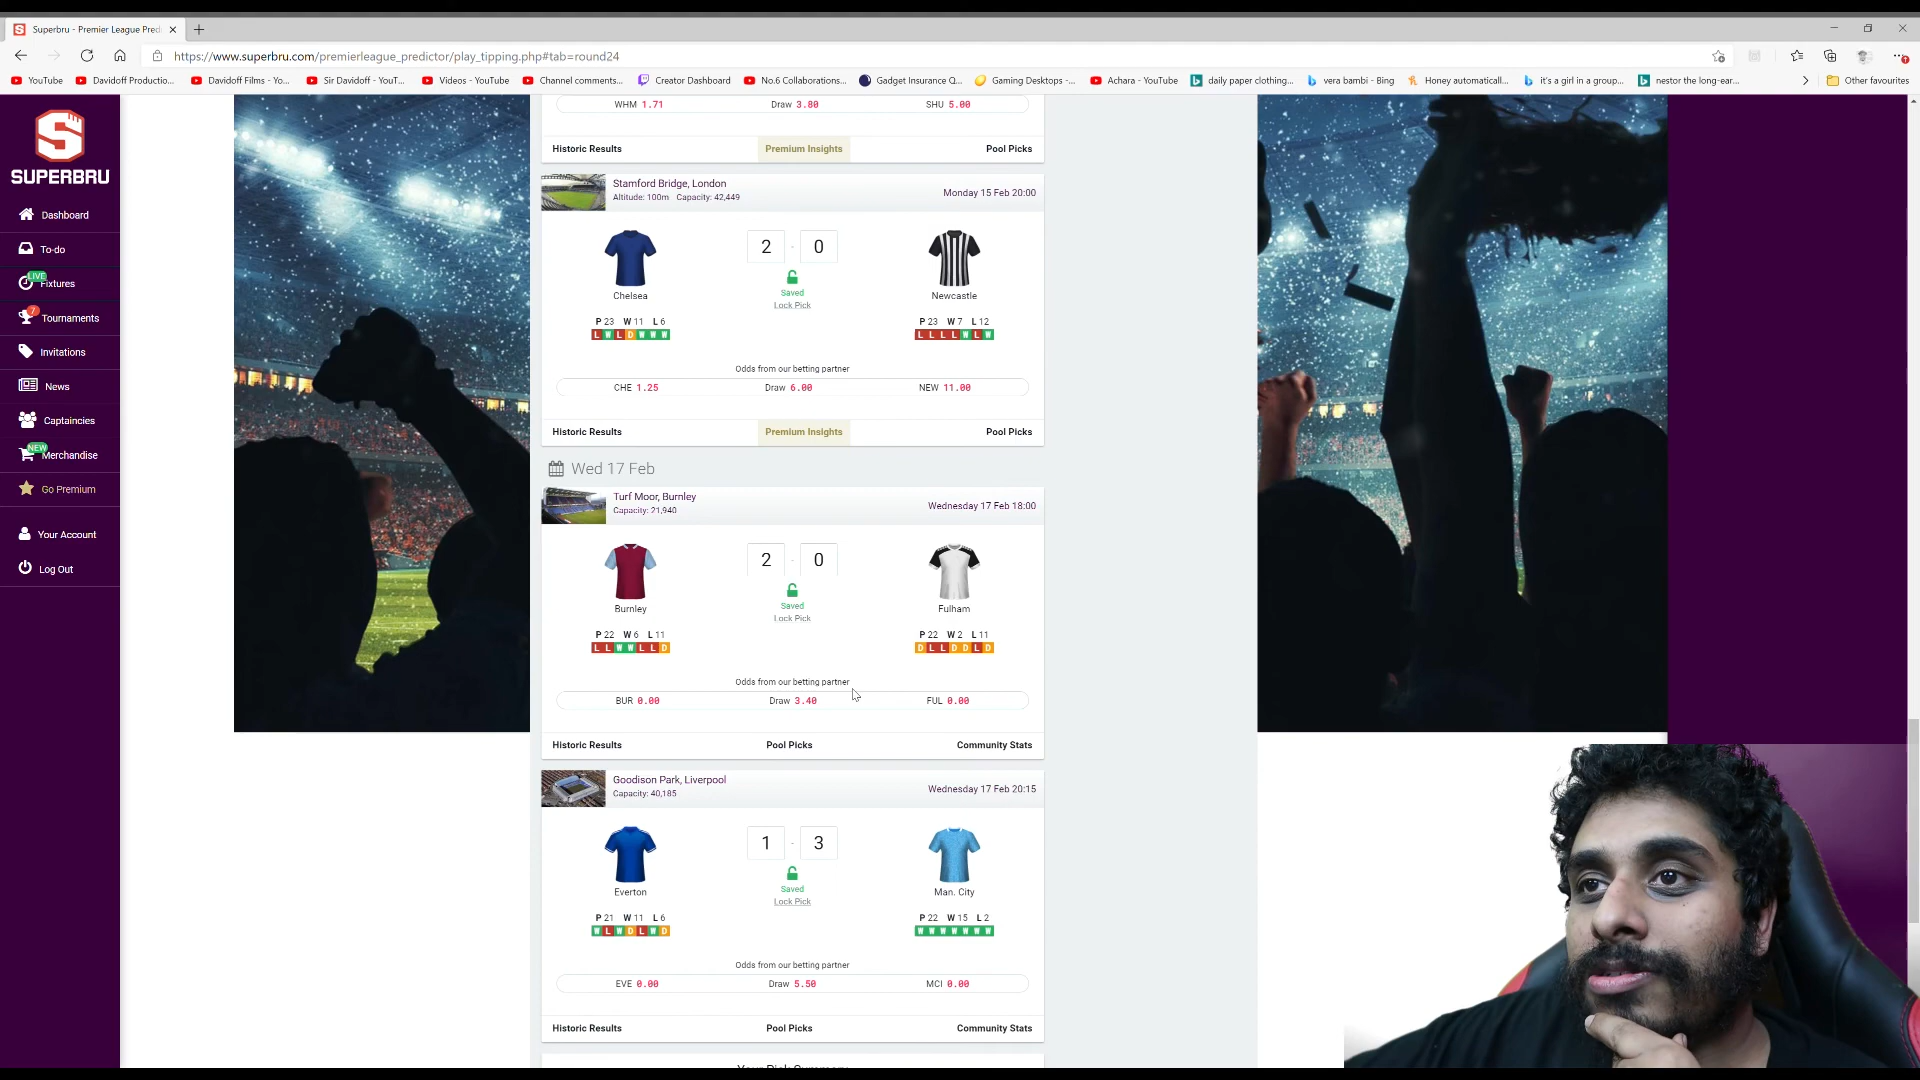 Superbru - Premier League Pred
https://www.superbru.com/premierleague_predictor/play_tipping.php#tab=round24
YouTube
Davidoff Productio...
Davidoff Films - Yo...
Sir Davidoff - YouT...
Videos - YouTube
Channel comments...
Creator Dashboard
No.6 Collaborations...
Gadget Insurance Q...
Gaming Desktops -...
Achara - YouTube
daily paper clothing...
vera bambi - Bing
Honey automaticall...
it's a girl in a group...
nestor the long-ear...
Other favourites
SUPERBRU
Dashboard
To-do
LIVE
Fixtures
7
Tournaments
Invitations
News
Captaincies
NEW
Merchandise
Go Premium
Your Account
Log Out
WHM 1.71 Draw 3.80 SHU 5.00
Historic Results Premium Insights Pool Picks
Stamford Bridge, London
Altitude: 100m Capacity: 42,449
Monday 15 Feb 20:00
2 - 0
Saved
Lock Pick
Chelsea Newcastle
P 23 W 11 L 6 P 23 W 7 L 12
L W L D W W W L L L L W L W
Odds from our betting partner
CHE 1.25 Draw 6.00 NEW 11.00
Historic Results Premium Insights Pool Picks
Wed 17 Feb
Turf Moor, Burnley
Capacity: 21,940
Wednesday 17 Feb 18:00
2 - 0
Saved
Lock Pick
Burnley Fulham
P 22 W 6 L 11 P 22 W 2 L 11
L L W W L L D D L L D D L D
Odds from our betting partner
BUR 0.00 Draw 3.40 FUL 0.00
Historic Results Pool Picks Community Stats
Goodison Park, Liverpool
Capacity: 40,185
Wednesday 17 Feb 20:15
1 - 3
Saved
Lock Pick
Everton Man. City
P 21 W 11 L 6 P 22 W 15 L 2
W L W D L W D W W W W W W W
Odds from our betting partner
EVE 0.00 Draw 5.50 MCI 0.00
Historic Results Pool Picks Community Stats